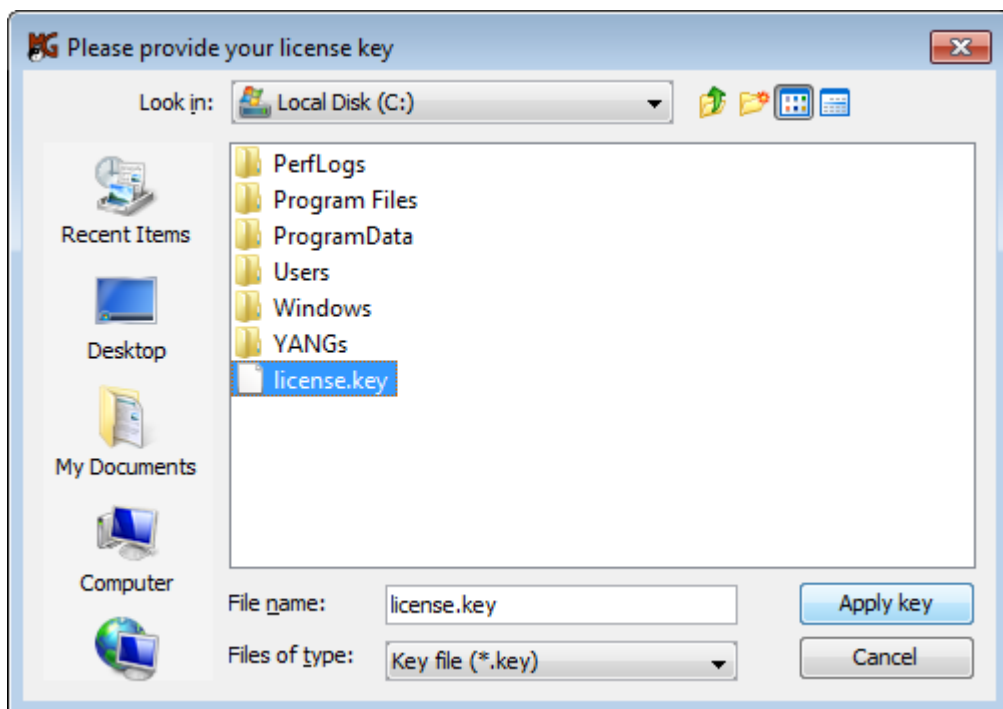 MG Please provide your license key
Look in: Local Disk (C:)
Recent Items
Desktop
My Documents
Computer
PerfLogs
Program Files
ProgramData
Users
Windows
YANGs
license.key
File name: license.key
Apply key
Files of type: Key file (*.key)
Cancel